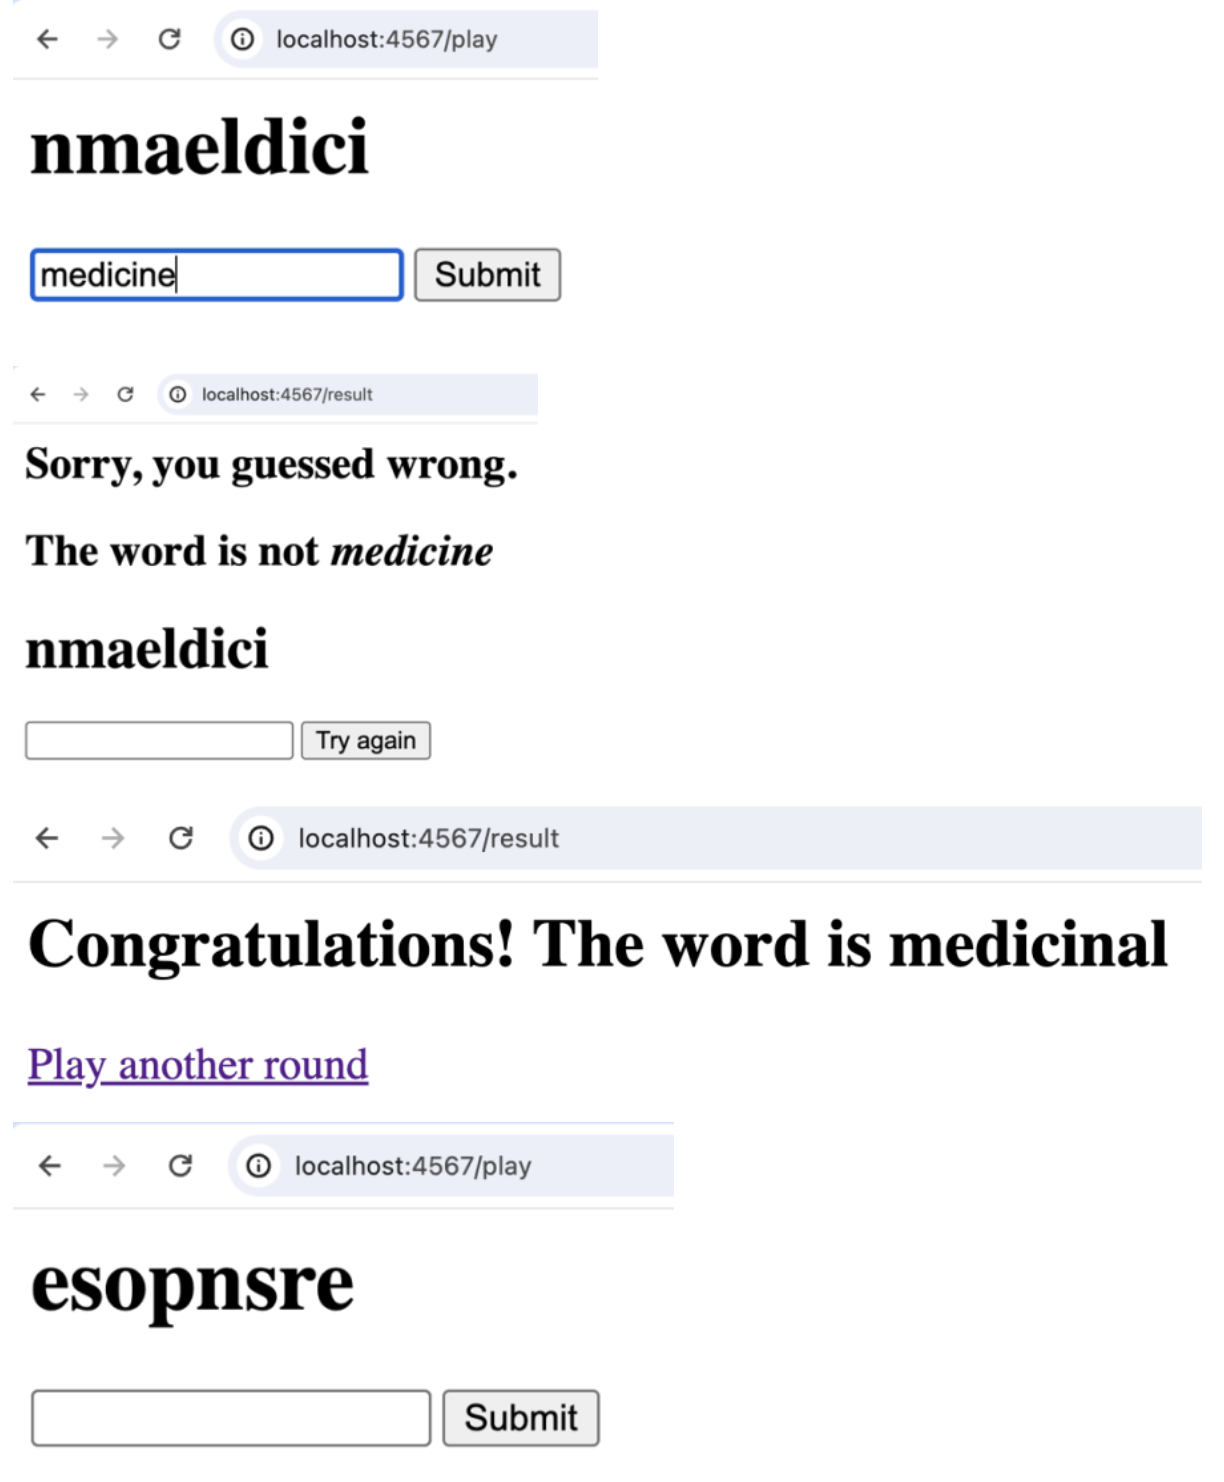 localhost:4567/play
nmaeldici
medicine Submit
localhost:4567/result
Sorry, you guessed wrong.
The word is not medicine
nmaeldici
Try again
localhost:4567/result
Congratulations! The word is medicinal
Play another round
localhost:4567/play
esopnsre
Submit